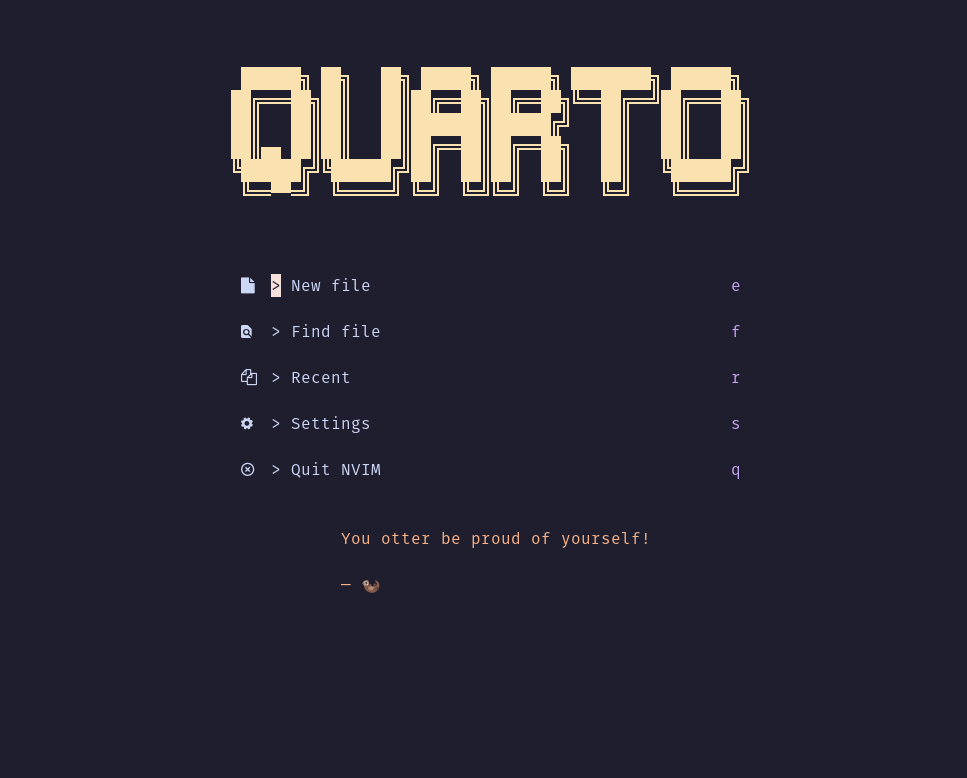 QUARTO
> New file e
> Find file f
> Recent r
> Settings s
> Quit NVIM q
You otter be proud of yourself!
— 🦦